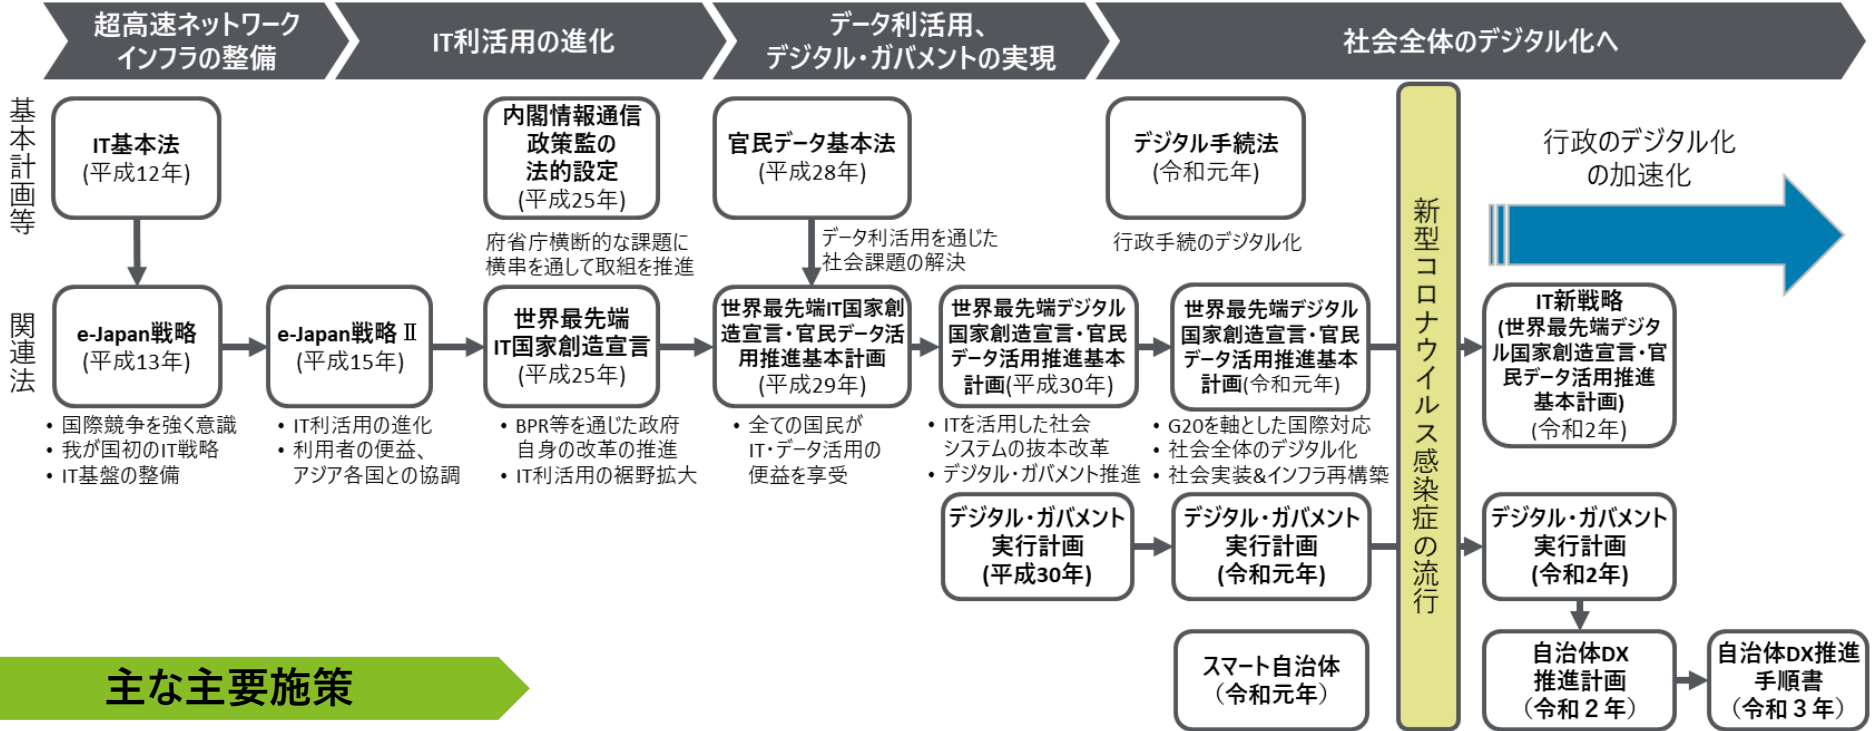 超高速ネットワーク
インフラの整備
IT利活用の進化
データ利活用、
デジタル・ガバメントの実現
社会全体のデジタル化へ
基本計画等
IT基本法
(平成12年)
内閣情報通信
政策監の
法的設定
(平成25年)
官民データ基本法
(平成28年)
デジタル手続法
(令和元年)
行政のデジタル化
の加速化
府省庁横断的な課題に
横串を通して取組を推進
データ利活用を通じた
社会課題の解決
行政手続のデジタル化
新型コロナウイルス感染症の流行
関連法
e-Japan戦略
(平成13年)
e-Japan戦略Ⅱ
(平成15年)
世界最先端
IT国家創造宣言
(平成25年)
世界最先端IT国家創
造宣言・官民データ活
用推進基本計画
(平成29年)
世界最先端デジタル
国家創造宣言・官民
データ活用推進基本
計画(平成30年)
世界最先端デジタル
国家創造宣言・官民
データ活用推進基本
計画(令和元年)
IT新戦略
(世界最先端デジタ
ル国家創造宣言・官
民データ活用推進
基本計画)
(令和2年)
• 国際競争を強く意識
• 我が国初のIT戦略
• IT基盤の整備
• IT利活用の進化
• 利用者の便益、
アジア各国との協調
• BPR等を通じた政府
自身の改革の推進
• IT利活用の裾野拡大
• 全ての国民が
IT・データ活用の
便益を享受
• ITを活用した社会
システムの抜本改革
• デジタル・ガバメント推進
• G20を軸とした国際対応
• 社会全体のデジタル化
• 社会実装&インフラ再構築
デジタル・ガバメント
実行計画
(平成30年)
デジタル・ガバメント
実行計画
(令和元年)
デジタル・ガバメント
実行計画
(令和2年)
スマート自治体
（令和元年）
自治体DX
推進計画
（令和２年）
自治体DX推進
手順書
（令和３年）
主な主要施策